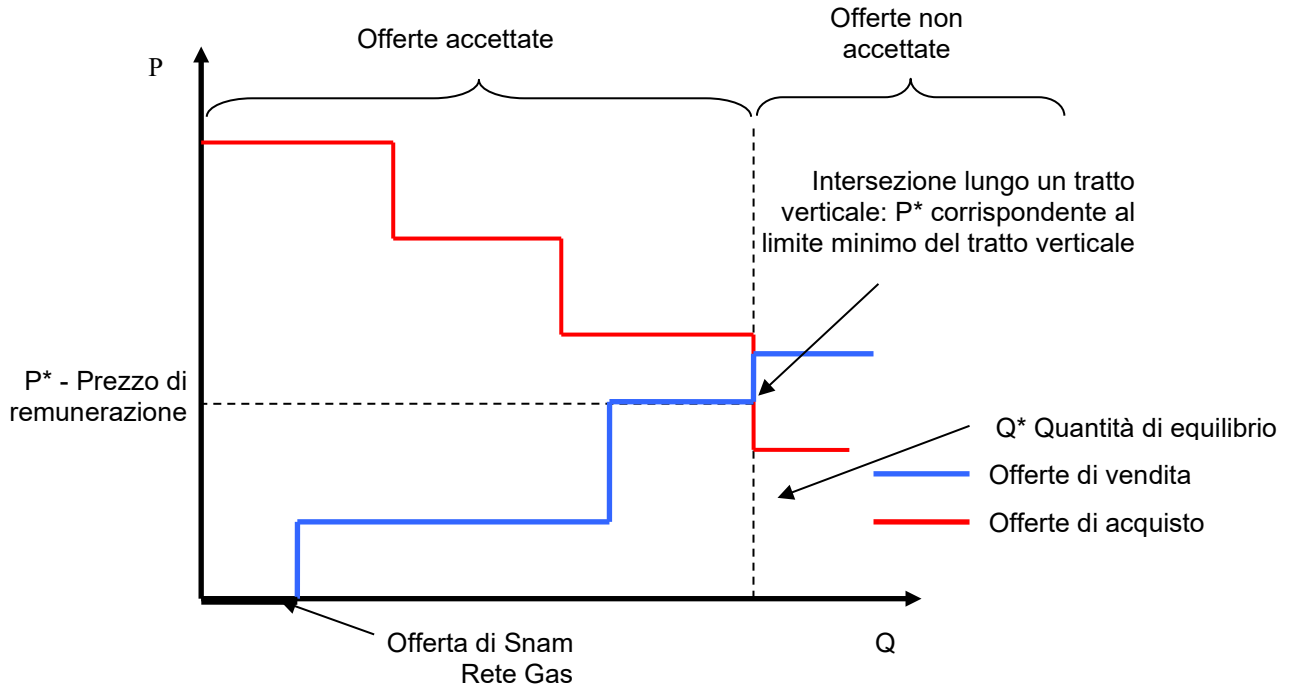 Offerte accettate
Offerte non
accettate
P
Intersezione lungo un tratto
verticale: P* corrispondente al
limite minimo del tratto verticale
P* - Prezzo di
remunerazione
Q* Quantità di equilibrio
Offerte di vendita
Offerte di acquisto
Offerta di Snam
Rete Gas
Q